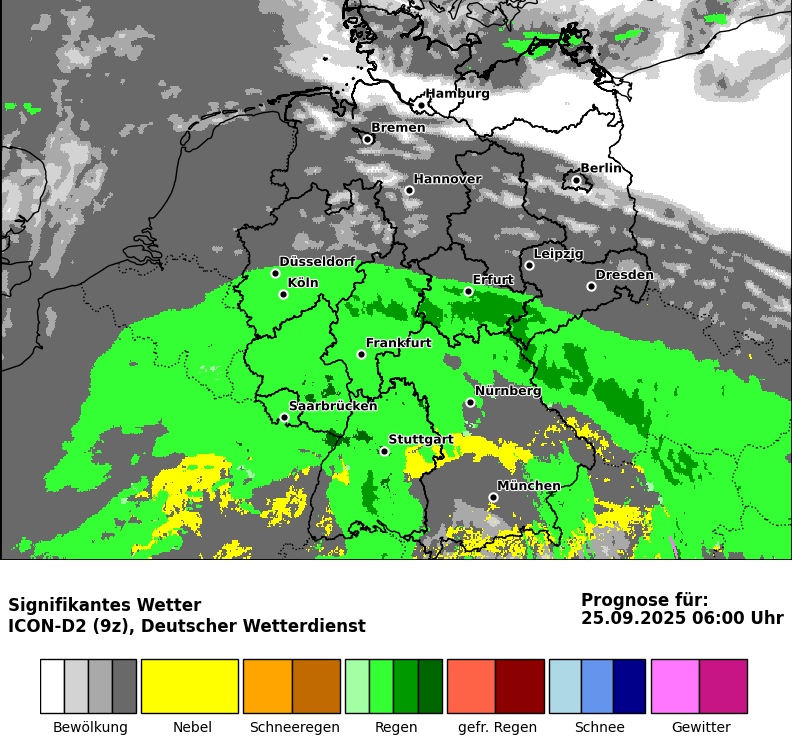 Hamburg
Bremen
Berlin
Hannover
Leipzig
Düsseldorf
Dresden
Köln
Erfurt
Frankfurt
Nürnberg
Saarbrücken
Stuttgart
München
Signifikantes Wetter
ICON-D2 (9z), Deutscher Wetterdienst
Prognose für:
25.09.2025 06:00 Uhr
Bewölkung
Nebel
Schneeregen
Regen
gefr. Regen
Schnee
Gewitter